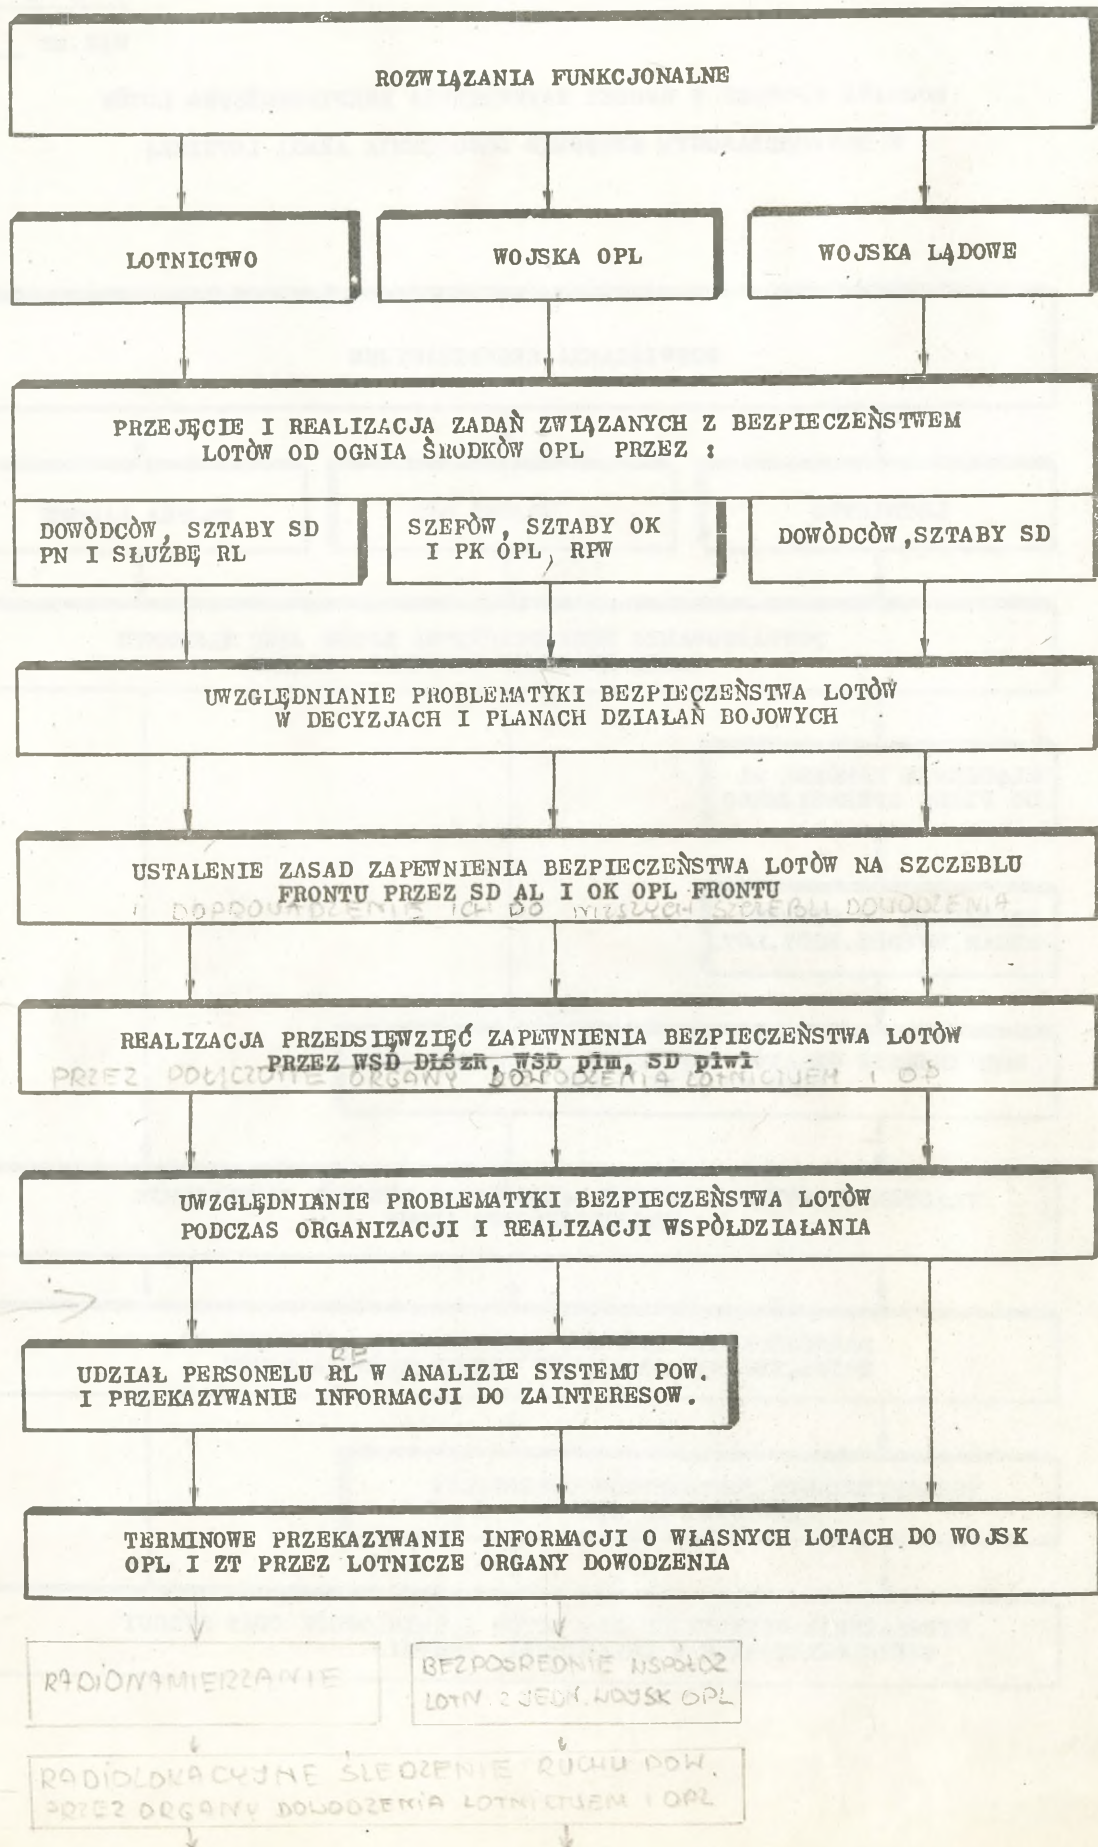 ROZWIĄZANIA FUNKCJONALNE
LOTNICTWO
WOJSKA OPL
WOJSKA LĄDOWE
PRZEJĘCIE I REALIZACJA ZADAŃ ZWIĄZANYCH Z BEZPIECZEŃSTWEM
LOTÓW OD OGNIA ŚRODKÓW OPL PRZEZ :
DOWÓDCÓW, SZTABY SD
PN I SŁUŻBĘ RL
SZEFÓW, SZTABY OK
I PK OPL, RPW
DOWÓDCÓW, SZTABY SD
UWZGLĘDNIANIE PROBLEMATYKI BEZPIECZEŃSTWA LOTÓW
W DECYZJACH I PLANACH DZIAŁAŃ BOJOWYCH
USTALENIE ZASAD ZAPEWNIENIA BEZPIECZEŃSTWA LOTÓW NA SZCZEBLU
FRONTU PRZEZ SD AL I OK OPL FRONTU
I DOPROWADZENIE ICH DO NIŻSZYCH SZCZEBLI DOWODZENIA
REALIZACJA PRZEDSIĘWZIĘĆ ZAPEWNIENIA BEZPIECZEŃSTWA LOTÓW
PRZEZ WSD DLSzR, WSD plm, SD plwl
PRZEZ POŁĄCZONE ORGANY DOWODZENIA LOTNICTWEM I OP
UWZGLĘDNIANIE PROBLEMATYKI BEZPIECZEŃSTWA LOTÓW
PODCZAS ORGANIZACJI I REALIZACJI WSPÓŁDZIAŁANIA
UDZIAŁ PERSONELU RL W ANALIZIE SYSTEMU POW.
I PRZEKAZYWANIE INFORMACJI DO ZAINTERESOW.
TERMINOWE PRZEKAZYWANIE INFORMACJI O WŁASNYCH LOTACH DO WOJSK
OPL I ZT PRZEZ LOTNICZE ORGANY DOWODZENIA
RADIONAMIERZANIE
BEZPOŚREDNIE WSPÓŁDZ
LOTN. Z JEDN. WOJSK OPL
RADIOLOKACYJNE ŚLEDZENIE RUCHU POW.
PRZEZ ORGANY DOWODZENIA LOTNICTWEM I OPL